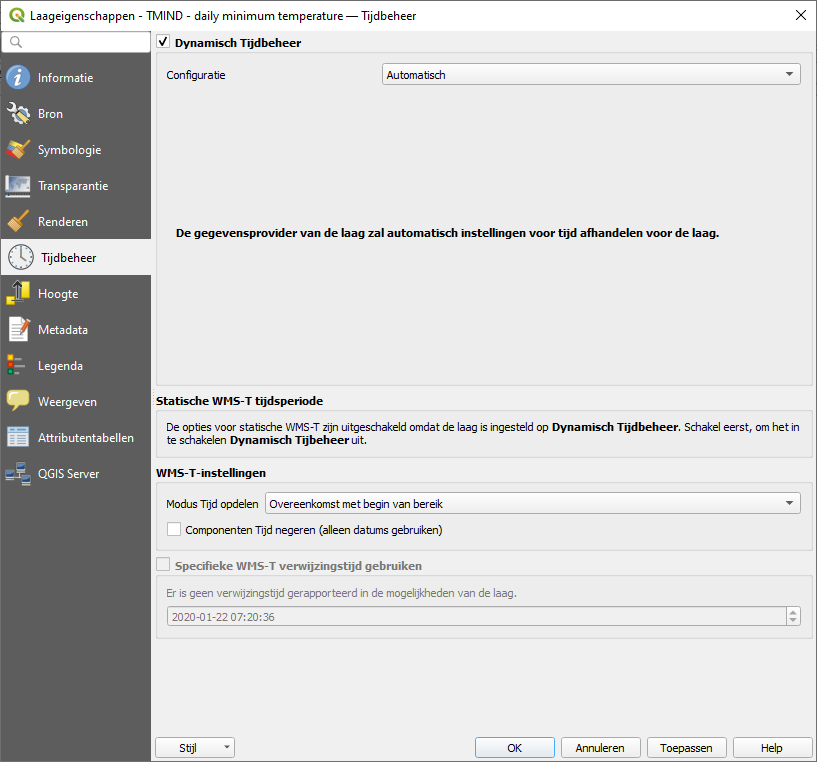 Laageigenschappen - TMIND - daily minimum temperature — Tijdbeheer
Informatie
Bron
Symbologie
Transparantie
Renderen
Tijdbeheer
Hoogte
Metadata
Legenda
Weergeven
Attributentabellen
QGIS Server
Dynamisch Tijdbeheer
Configuratie Automatisch
De gegevensprovider van de laag zal automatisch instellingen voor tijd afhandelen voor de laag.
Statische WMS-T tijdsperiode
De opties voor statische WMS-T zijn uitgeschakeld omdat de laag is ingesteld op Dynamisch Tijdbeheer. Schakel eerst, om het in
te schakelen Dynamisch Tijbeheer uit.
WMS-T-instellingen
Modus Tijd opdelen Overeenkomst met begin van bereik
Componenten Tijd negeren (alleen datums gebruiken)
Specifieke WMS-T verwijzingstijd gebruiken
Er is geen verwijzingstijd gerapporteerd in de mogelijkheden van de laag.
2020-01-22 07:20:36
Stijl OK Annuleren Toepassen Help